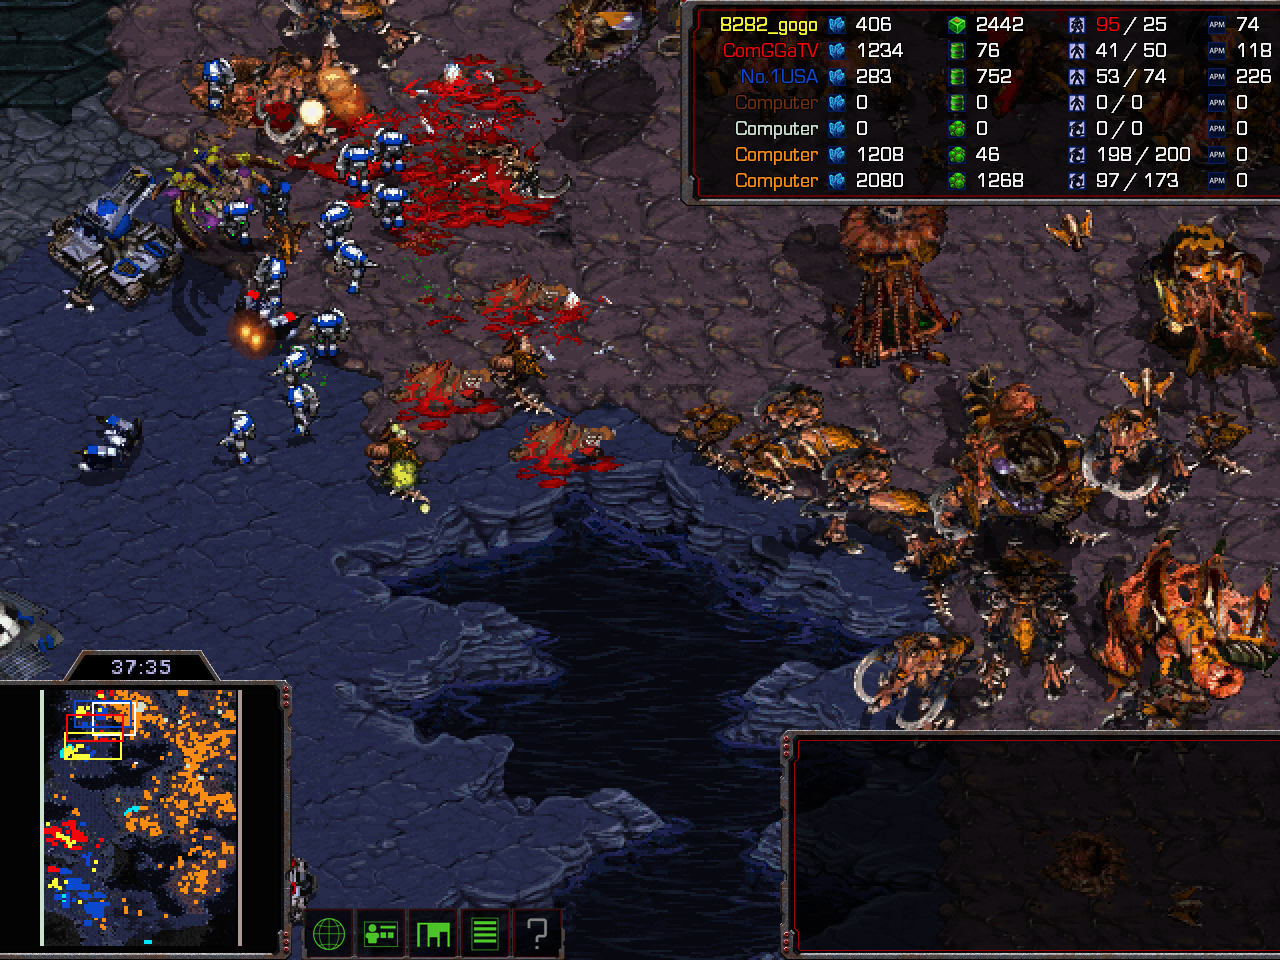 8282_gogo 406 2442 95 / 25 APM 74
ComGGaTV 1234 76 41 / 50 APM 118
No.1USA 283 752 53 / 74 APM 226
Computer 0 0 0 / 0 APM 0
Computer 0 0 0 / 0 APM 0
Computer 1208 46 198 / 200 APM 0
Computer 2080 1268 97 / 173 APM 0
37:35
?